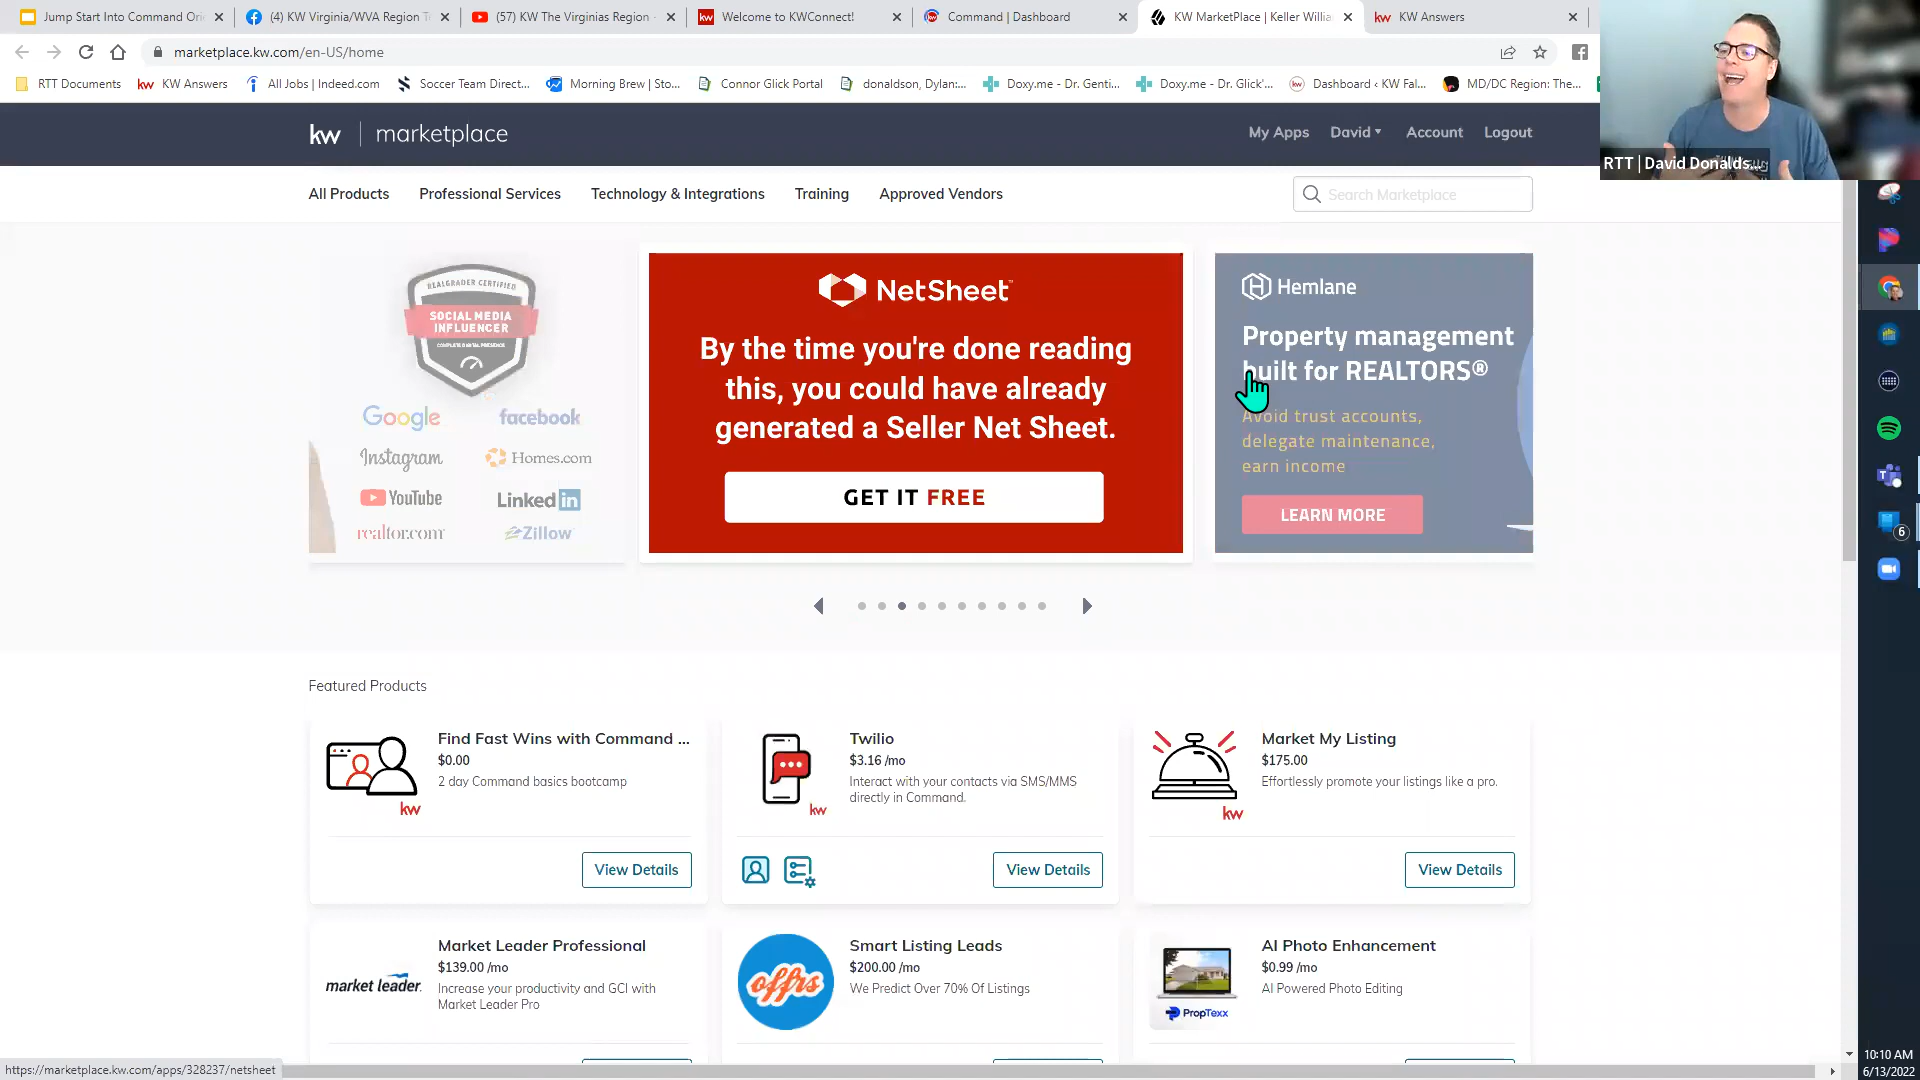 Jump Start Into Command Ori
(4) KW Virginia/WVA Region T
(57) KW The Virginias Region
Welcome to KWConnect!
Command | Dashboard
KW MarketPlace | Keller Willia
KW Answers
marketplace.kw.com/en-US/home
RTT Documents
KW Answers
All Jobs | Indeed.com
Soccer Team Direct...
Morning Brew | Sto...
Connor Glick Portal
donaldson, Dylan:...
Doxy.me - Dr. Genti...
Doxy.me - Dr. Glick'...
Dashboard ‹ KW Fal...
MD/DC Region: The...
kw | marketplace
My Apps
David
Account
Logout
RTT | David Donalds...
All Products
Professional Services
Technology & Integrations
Training
Approved Vendors
Search Marketplace
REALGRADER CERTIFIED
SOCIAL MEDIA
INFLUENCER
COMPLETE DIGITAL PRESENCE
Google
facebook
Instagram
Homes.com
YouTube
LinkedIn
realtor.com
Zillow
NetSheet™
By the time you're done reading
this, you could have already
generated a Seller Net Sheet.
GET IT FREE
Hemlane
Property management
built for REALTORS®
Avoid trust accounts,
delegate maintenance,
earn income
LEARN MORE
Featured Products
Find Fast Wins with Command ...
$0.00
2 day Command basics bootcamp
kw
View Details
Twilio
$3.16 /mo
Interact with your contacts via SMS/MMS
directly in Command.
kw
View Details
Market My Listing
$175.00
Effortlessly promote your listings like a pro.
kw
View Details
market leader
Market Leader Professional
$139.00 /mo
Increase your productivity and GCI with
Market Leader Pro
offrs
Smart Listing Leads
$200.00 /mo
We Predict Over 70% Of Listings
PropTexx
AI Photo Enhancement
$0.99 /mo
AI Powered Photo Editing
6
https://marketplace.kw.com/apps/328237/netsheet
10:10 AM
6/13/2022